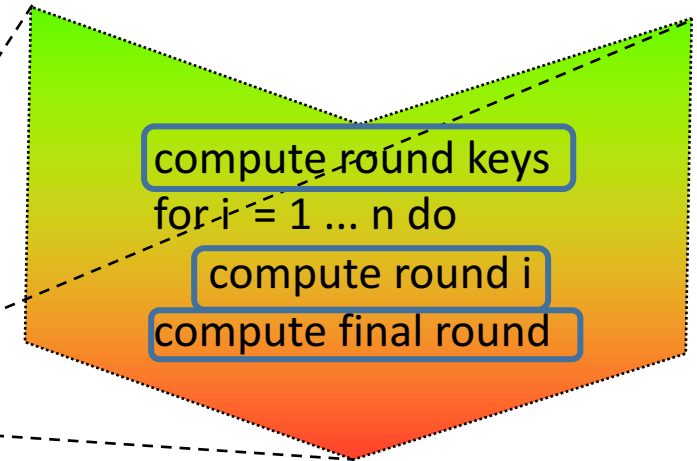 compute round keys
for i = 1 ... n do
compute round i
compute final round